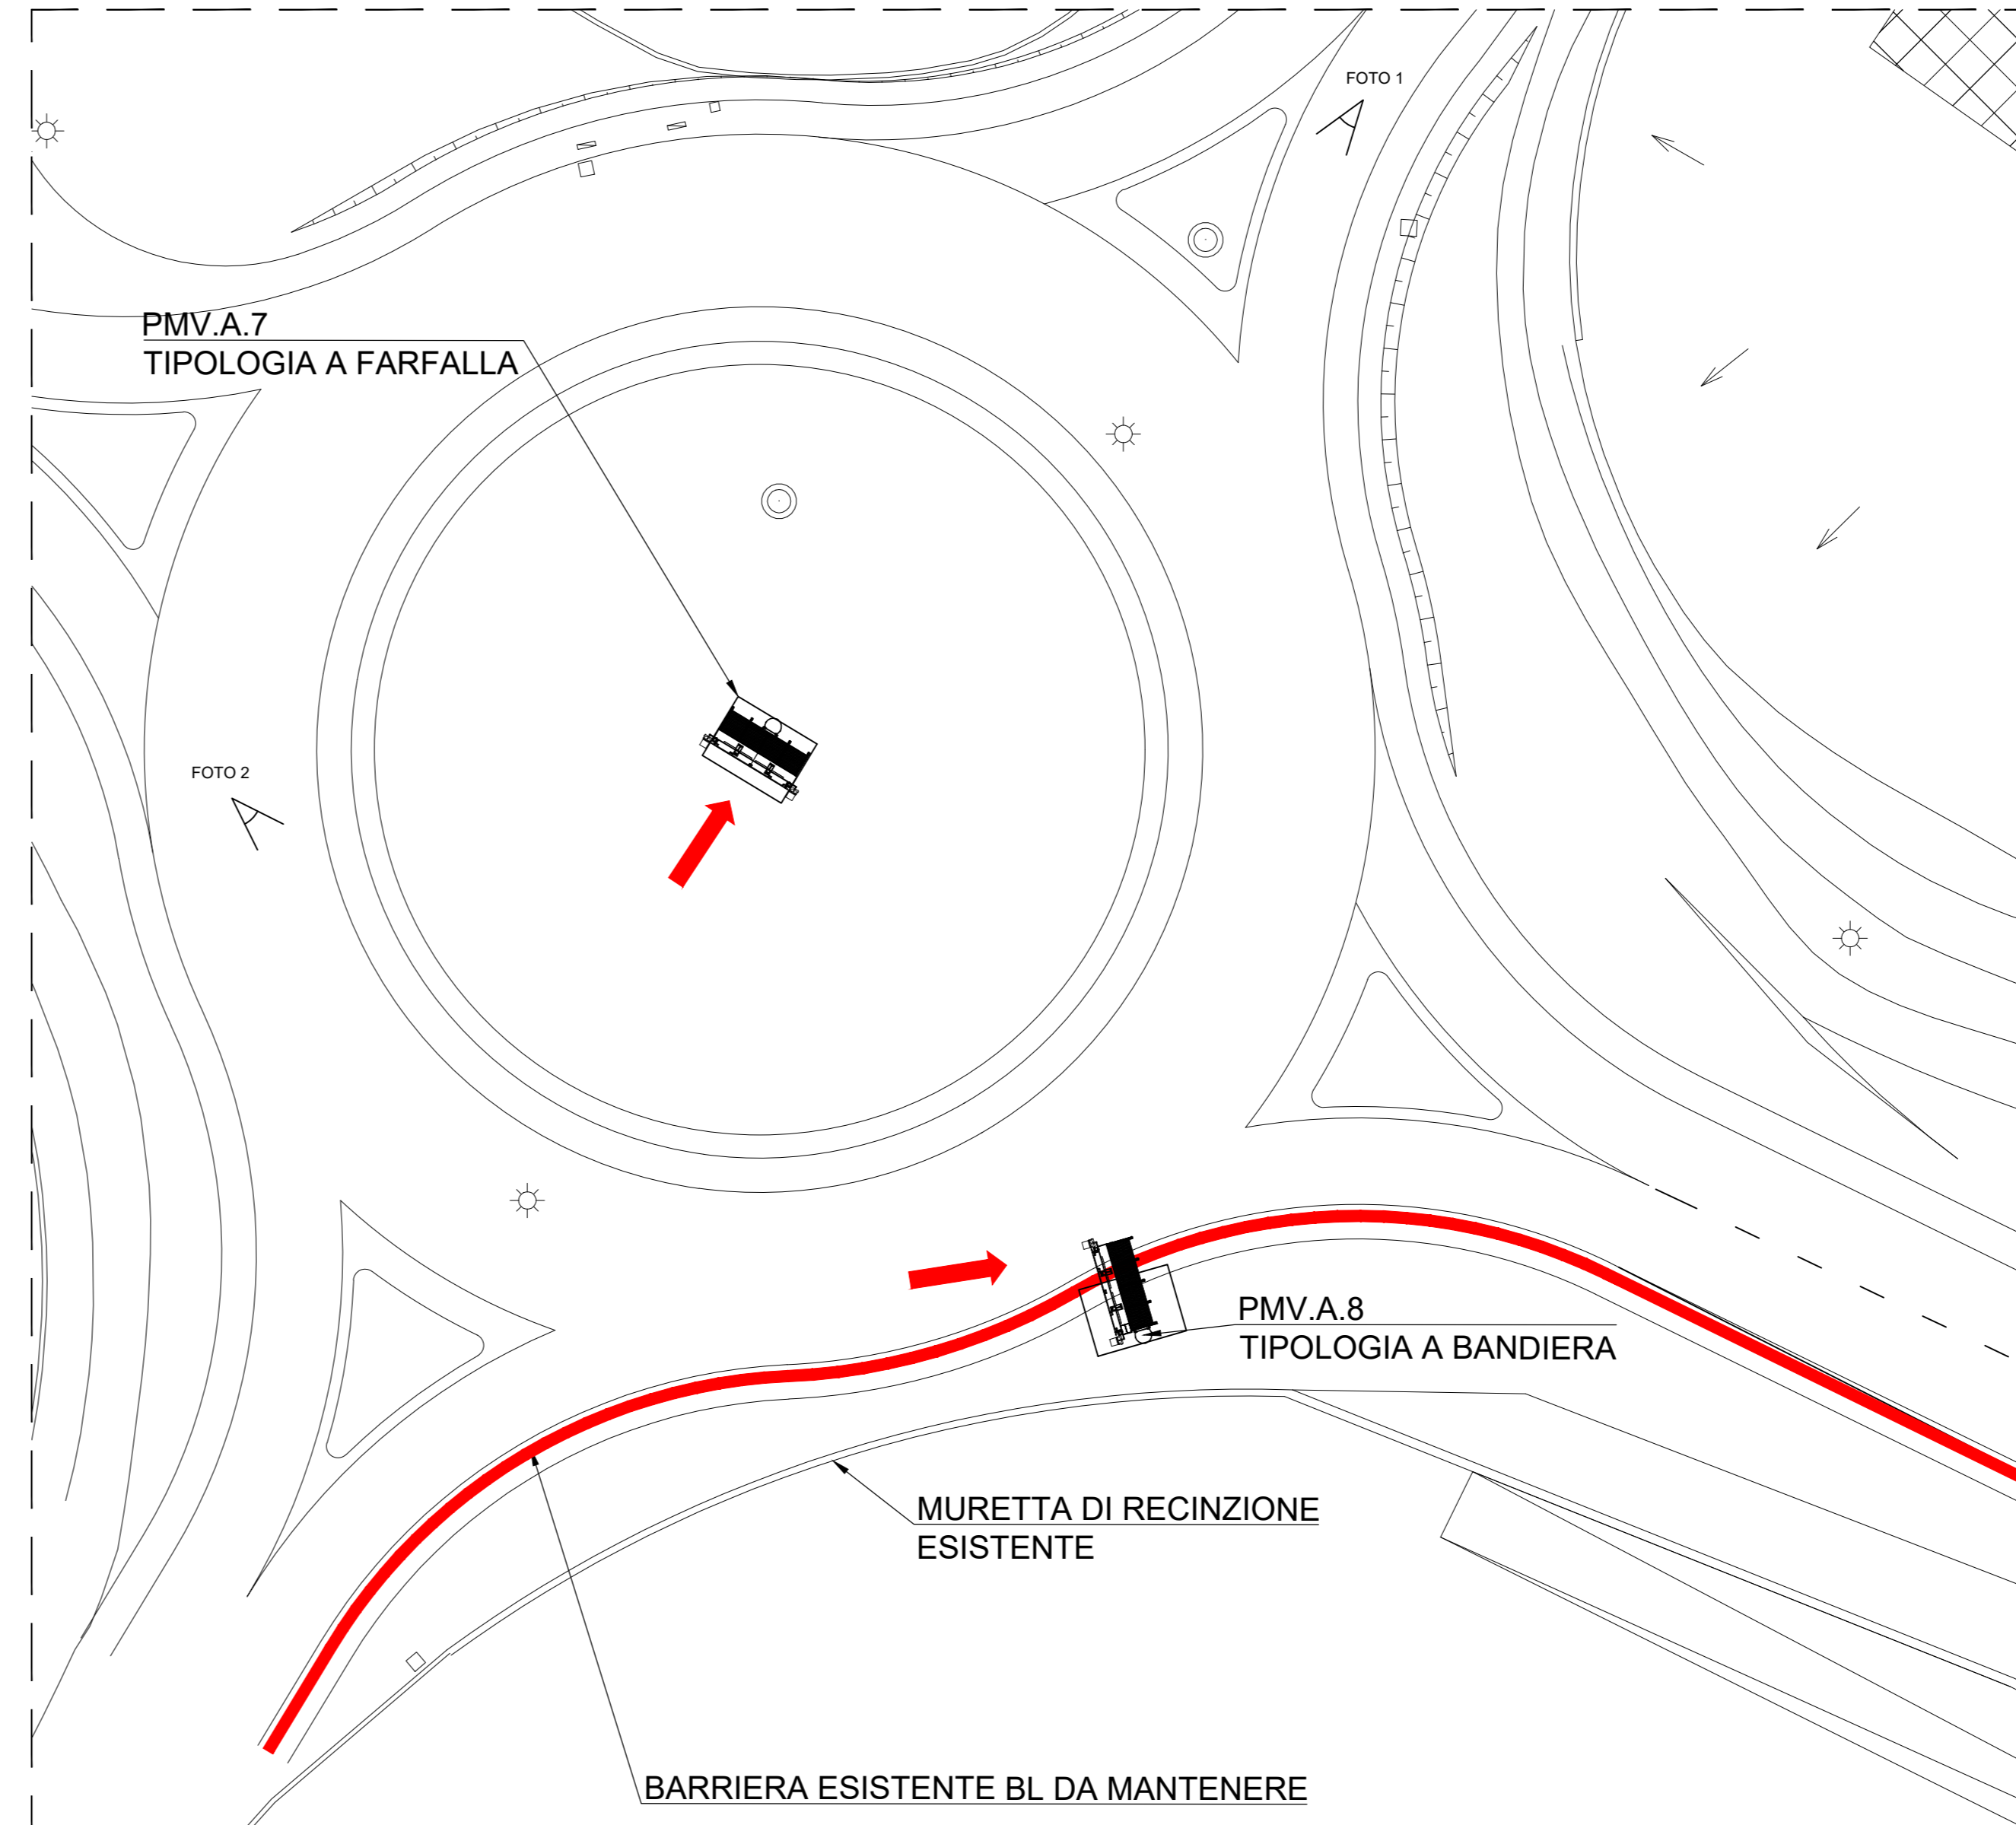 FOTO 1
PMV.A.7
TIPOLOGIA A FARFALLA
FOTO 2
PMV.A.8
TIPOLOGIA A BANDIERA
MURETTA DI RECINZIONE
ESISTENTE
BARRIERA ESISTENTE BL DA MANTENERE